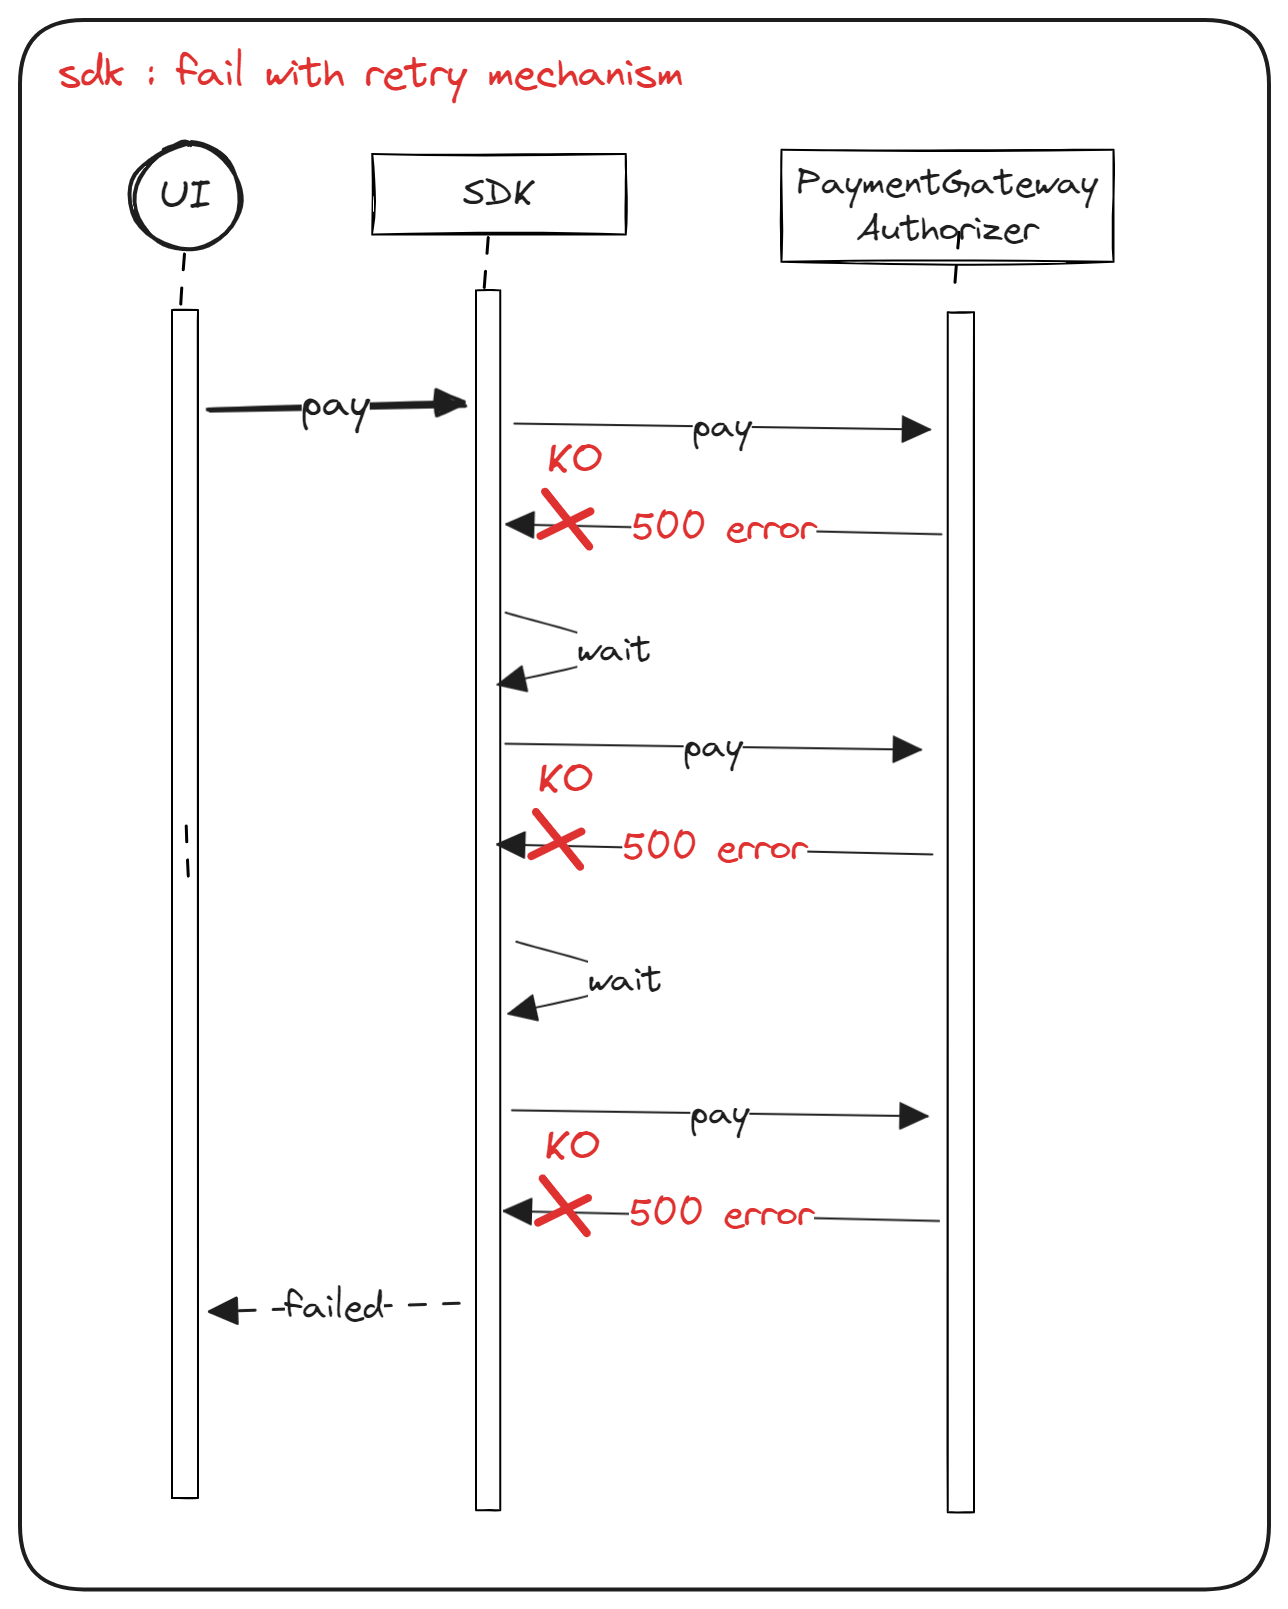 sdk : fail with retry mechanism
UI
SDK
PaymentGateway
Authorizer
pay
pay
KO
500 error
wait
pay
KO
500 error
wait
pay
KO
500 error
failed